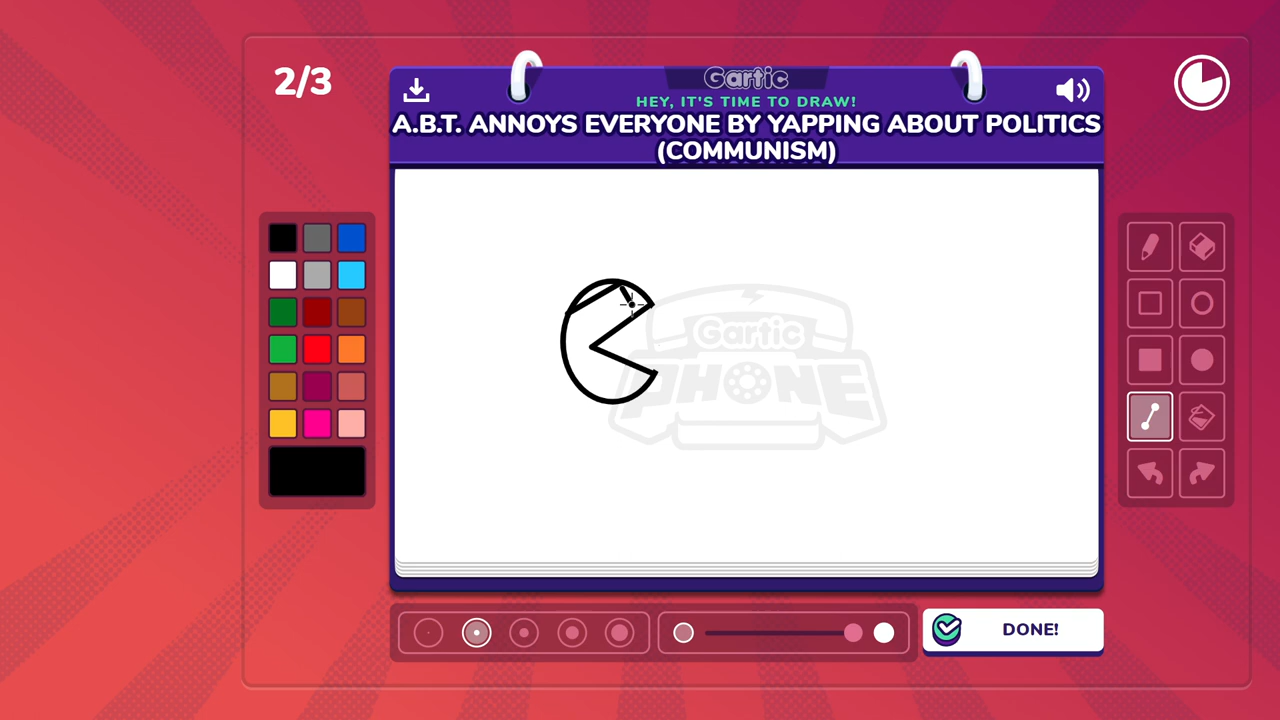 2/3
Gartic
HEY, IT'S TIME TO DRAW!
A.B.T. ANNOYS EVERYONE BY YAPPING ABOUT POLITICS
(COMMUNISM)
Gartic
PHONE
DONE!